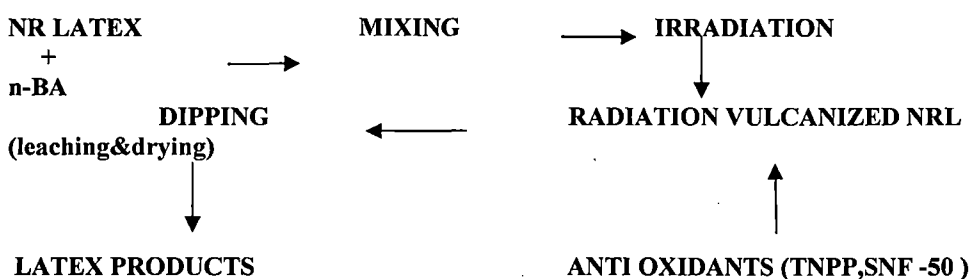 NR LATEX MIXING IRRADIATION
+
n-BA
DIPPING RADIATION VULCANIZED NRL
(leaching&drying)
LATEX PRODUCTS ANTI OXIDANTS (TNPP,SNF -50 )